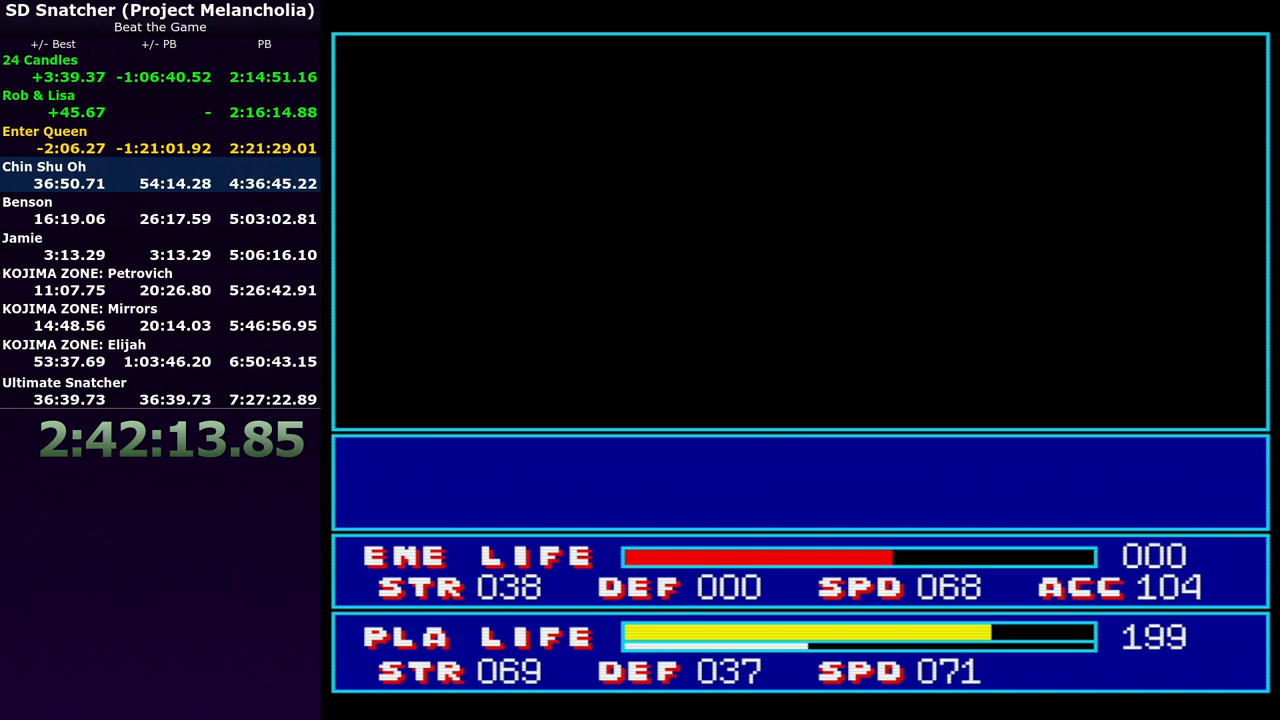 SD Snatcher (Project Melancholia)
Beat the Game
+/- Best +/- PB PB
24 Candles
+3:39.37 -1:06:40.52 2:14:51.16
Rob & Lisa
+45.67 - 2:16:14.88
Enter Queen
-2:06.27 -1:21:01.92 2:21:29.01
Chin Shu Oh
36:50.71 54:14.28 4:36:45.22
Benson
16:19.06 26:17.59 5:03:02.81
Jamie
3:13.29 3:13.29 5:06:16.10
KOJIMA ZONE: Petrovich
11:07.75 20:26.80 5:26:42.91
KOJIMA ZONE: Mirrors
14:48.56 20:14.03 5:46:56.95
KOJIMA ZONE: Elijah
53:37.69 1:03:46.20 6:50:43.15
Ultimate Snatcher
36:39.73 36:39.73 7:27:22.89
2:42:13.85
ENE LIFE 000
STR 038 DEF 000 SPD 068 ACC 104
PLA LIFE 199
STR 069 DEF 037 SPD 071